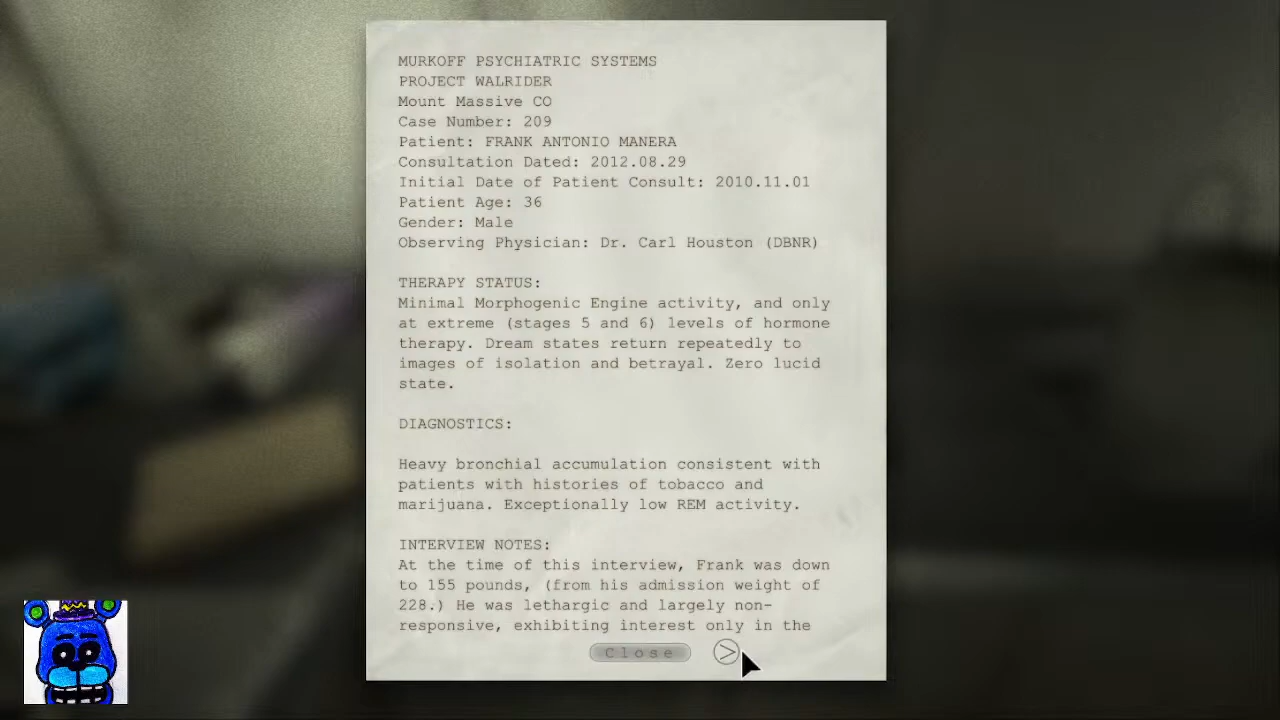 MURKOFF PSYCHIATRIC SYSTEMS
PROJECT WALRIDER
Mount Massive CO
Case Number: 209
Patient: FRANK ANTONIO MANERA
Consultation Dated: 2012.08.29
Initial Date of Patient Consult: 2010.11.01
Patient Age: 36
Gender: Male
Observing Physician: Dr. Carl Houston (DBNR)
THERAPY STATUS:
Minimal Morphogenic Engine activity, and only
at extreme (stages 5 and 6) levels of hormone
therapy. Dream states return repeatedly to
images of isolation and betrayal. Zero lucid
state.
DIAGNOSTICS:
Heavy bronchial accumulation consistent with
patients with histories of tobacco and
marijuana. Exceptionally low REM activity.
INTERVIEW NOTES:
At the time of this interview, Frank was down
to 155 pounds, (from his admission weight of
228.) He was lethargic and largely non-
responsive, exhibiting interest only in the
Close >